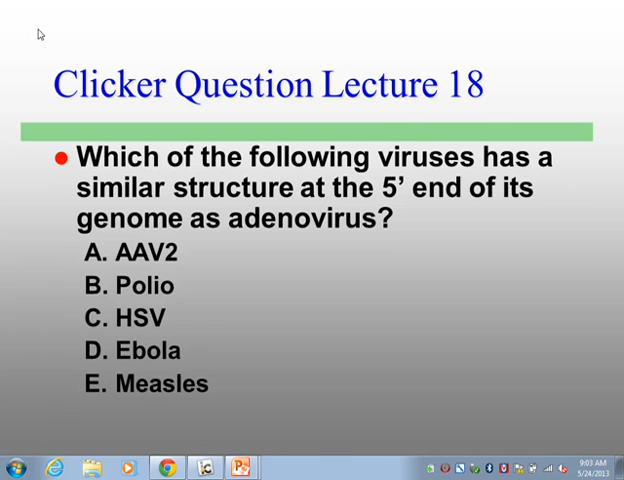 Clicker Question Lecture 18
Which of the following viruses has a
similar structure at the 5’ end of its
genome as adenovirus?
A. AAV2
B. Polio
C. HSV
D. Ebola
E. Measles
9:03 AM
5/24/2013